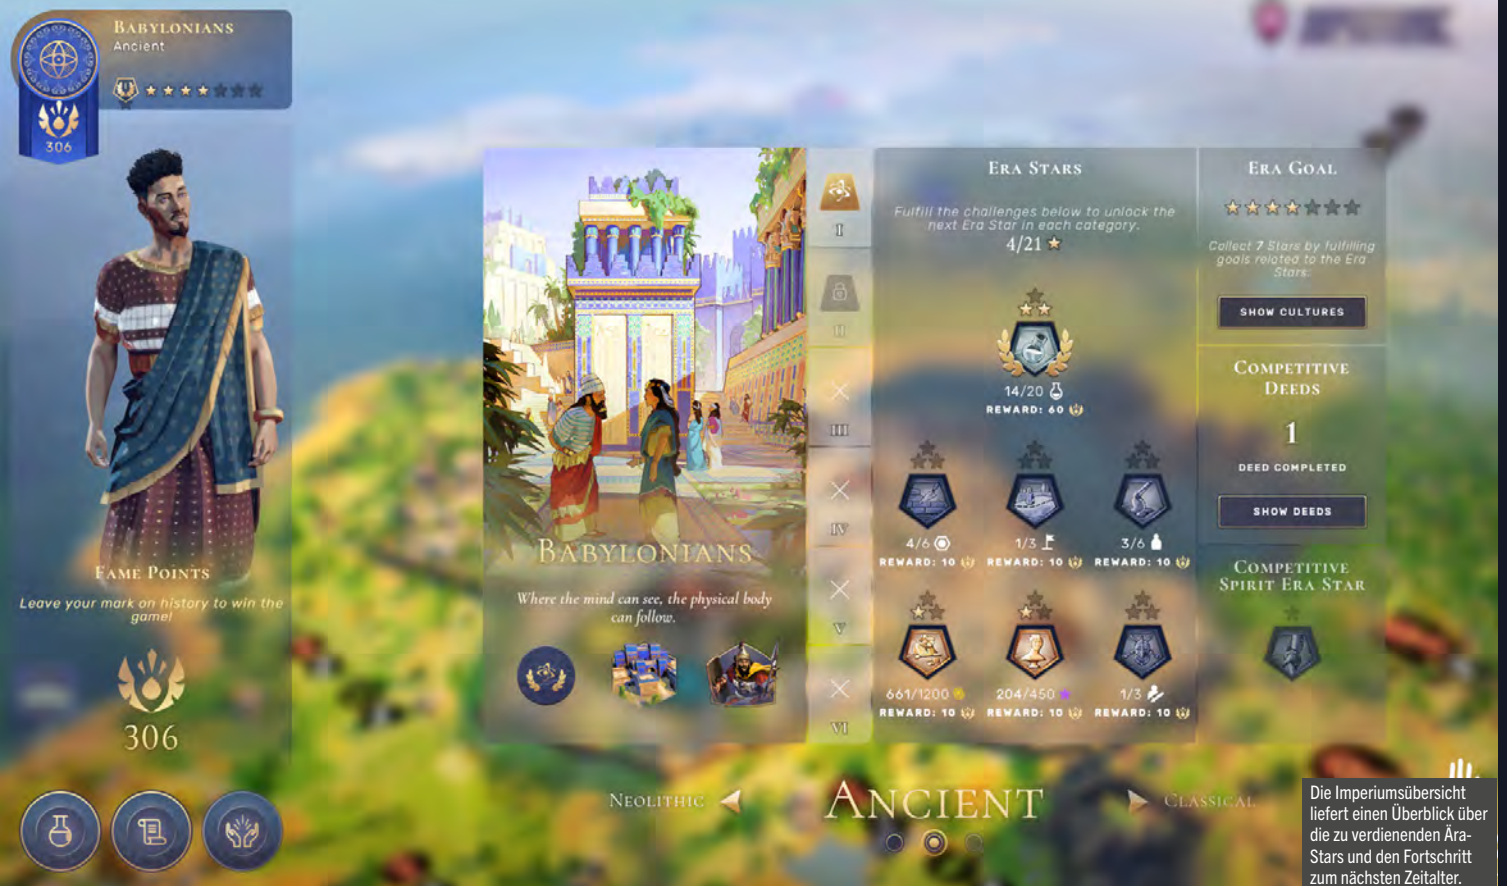 BABYLONIANS
Ancient
306
FAME POINTS
Leave your mark on history to win the
game!
306
BABYLONIANS
Where the mind can see, the physical body
can follow.
I
II
III
IV
V
VI
ERA STARS
Fulfill the challenges below to unlock the
next Era Star in each category.
4/21
14/20
REWARD: 60
4/6
REWARD: 10
1/3
REWARD: 10
3/6
REWARD: 10
661/1200
REWARD: 10
204/450
REWARD: 10
1/3
REWARD: 10
ERA GOAL
Collect 7 Stars by fulfilling
goals related to the Era
Stars:
SHOW CULTURES
COMPETITIVE
DEEDS
1
DEED COMPLETED
SHOW DEEDS
COMPETITIVE
SPIRIT ERA STAR
NEOLITHIC
ANCIENT
CLASSICAL
Die Imperiumsübersicht
liefert einen Überblick über
die zu verdienenden Ära-
Stars und den Fortschritt
zum nächsten Zeitalter.